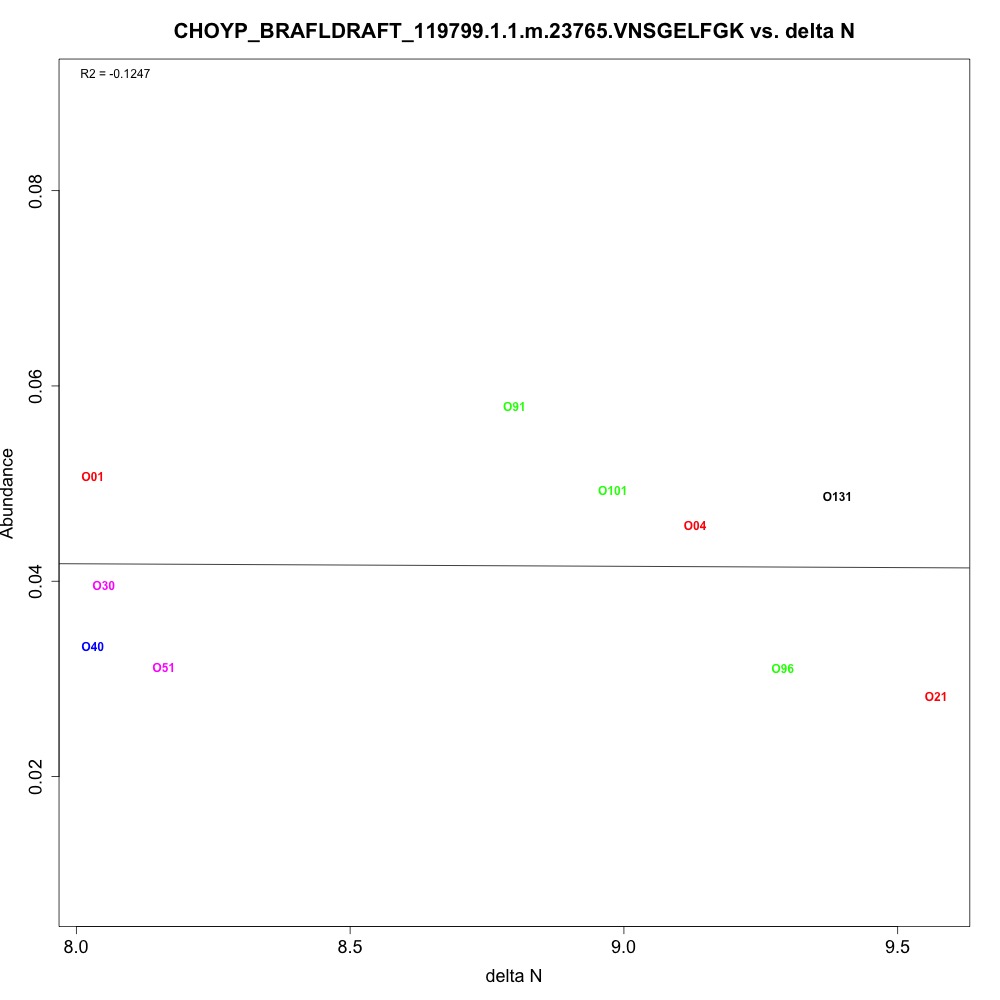 CHOYP_BRAFLDRAFT_119799.1.1.m.23765.VNSGELFGK vs. delta N
R2 = -0.1247
0.08
0.06
0.04
0.02
Abundance
O91
O01
O101
O131
O04
O30
O40
O51
O96
O21
8.0 8.5 9.0 9.5
delta N